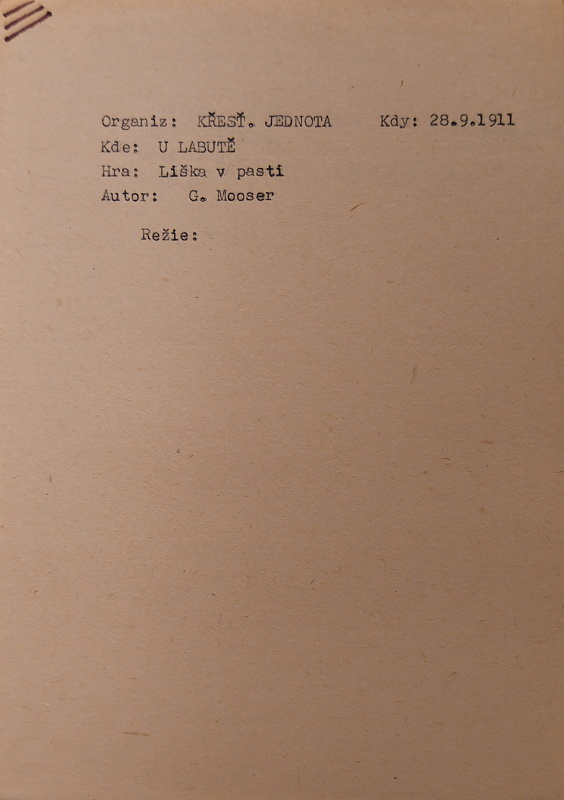 Organiz: KŘESŤ. JEDNOTA Kdy: 28.9.1911
Kde: U LABUTĚ
Hra: Liška v pasti
Autor: G. Mooser
Režie: